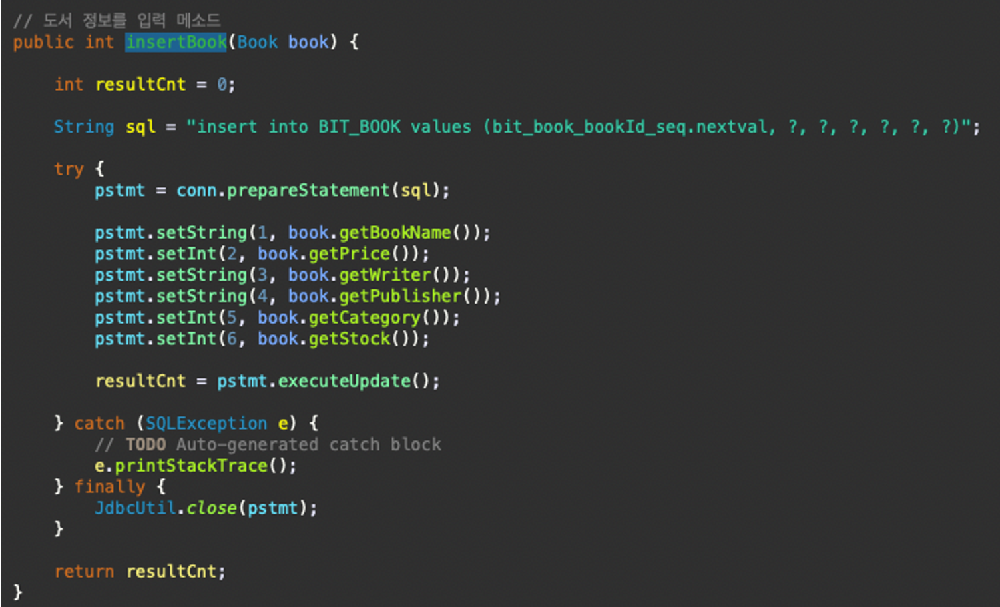 // 도서 정보를 입력 메소드
public int insertBook(Book book) {
int resultCnt = 0;
String sql = "insert into BIT_BOOK values (bit_book_bookId_seq.nextval, ?, ?, ?, ?, ?, ?)";
try {
pstmt = conn.prepareStatement(sql);
pstmt.setString(1, book.getBookName());
pstmt.setInt(2, book.getPrice());
pstmt.setString(3, book.getWriter());
pstmt.setString(4, book.getPublisher());
pstmt.setInt(5, book.getCategory());
pstmt.setInt(6, book.getStock());
resultCnt = pstmt.executeUpdate();
} catch (SQLException e) {
// TODO Auto-generated catch block
e.printStackTrace();
} finally {
JdbcUtil.close(pstmt);
}
return resultCnt;
}